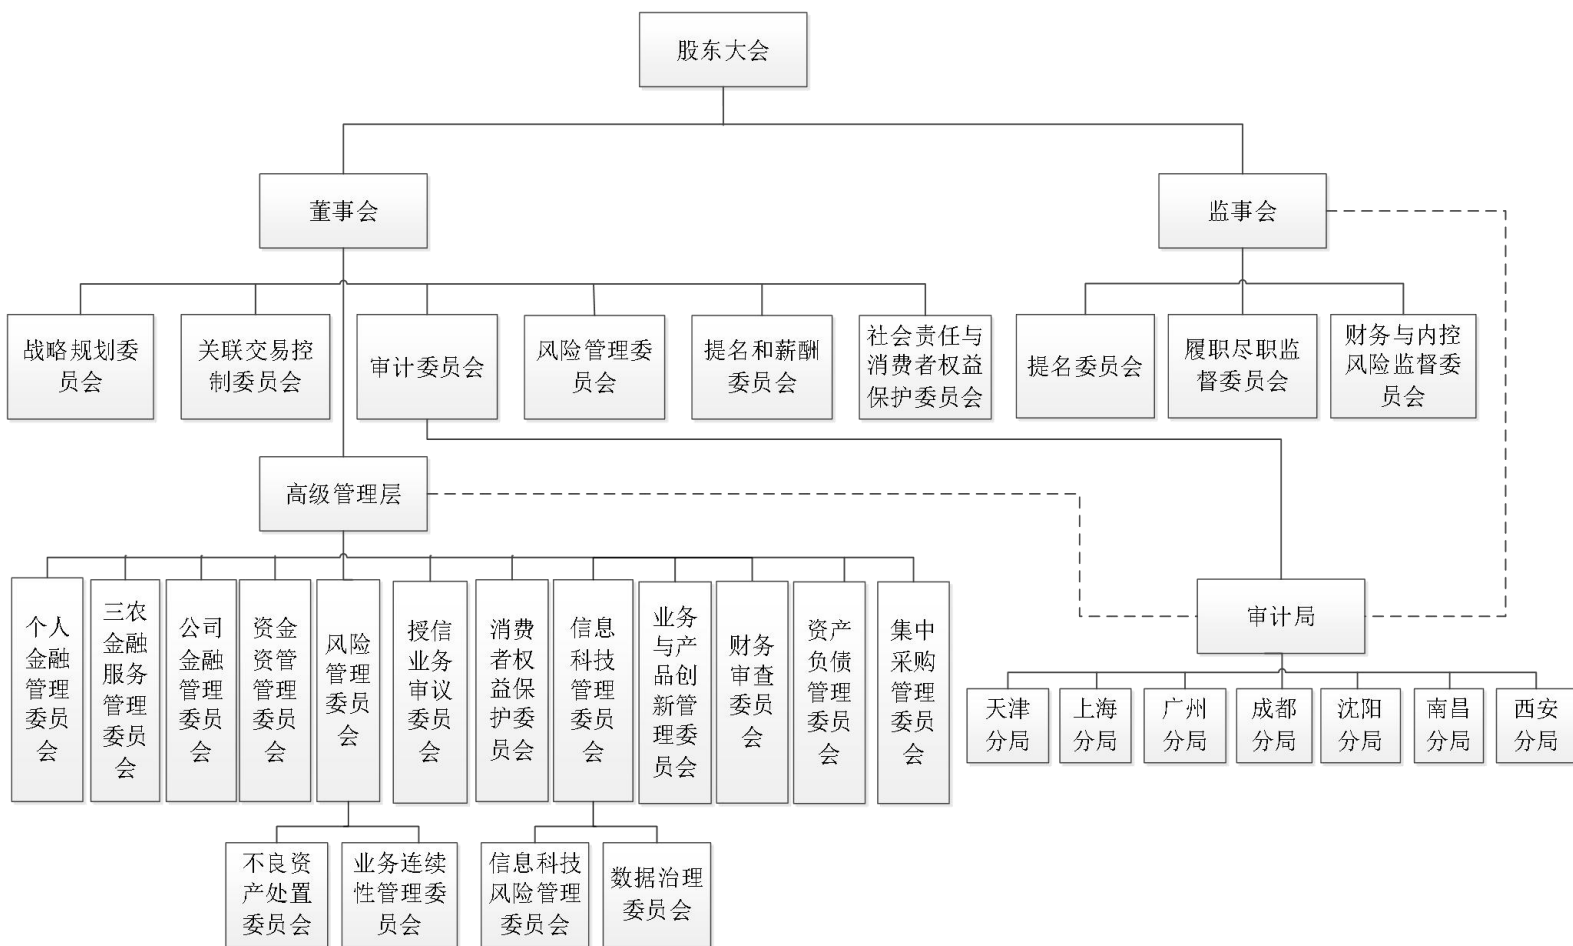 股东大会
董事会
监事会
战略规划委
员会
关联交易控
制委员会
审计委员会
风险管理委
员会
提名和薪酬
委员会
社会责任与
消费者权益
保护委员会
提名委员会
履职尽职监
督委员会
财务与内控
风险监督委
员会
高级管理层
审计局
个人
金融
管理
委员
会
三农
金融
服务
管理
委员
会
公司
金融
管理
委员
会
资金
资管
管理
委员
会
风险
管理
委员
会
授信
业务
审议
委员
会
消费
者权
益保
护委
员会
信息
科技
管理
委员
会
业务
与产
品创
新管
理委
员会
财务
审查
委员
会
资产
负债
管理
委员
会
集中
采购
管理
委员
会
天津
分局
上海
分局
广州
分局
成都
分局
沈阳
分局
南昌
分局
西安
分局
不良资
产处置
委员会
业务连续
性管理委
员会
信息科技
风险管理
委员会
数据治理
委员会